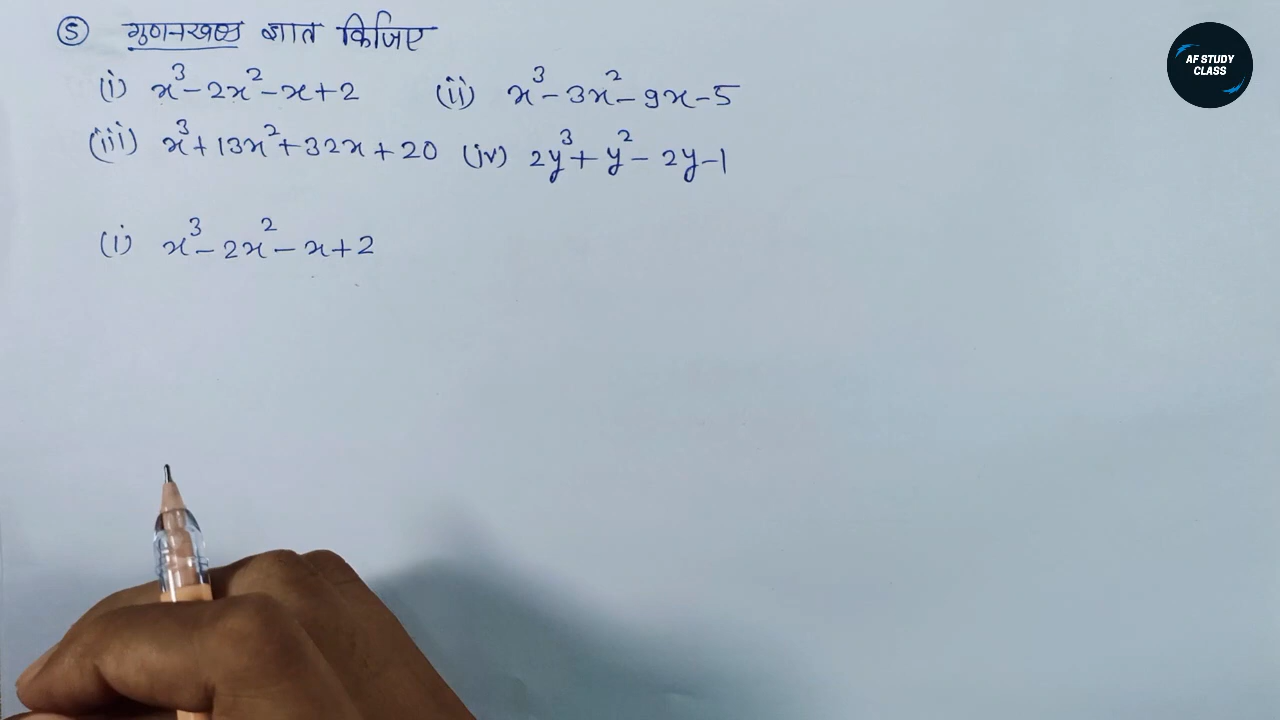 ⑤ गुणनखण्ड ज्ञात किजिए
(i) x³-2x²-x+2 (ii) x³-3x²-9x-5
(iii) x³+13x²+32x+20 (iv) 2y³+y²-2y-1
(i) x³-2x²-x+2
AF STUDY
CLASS